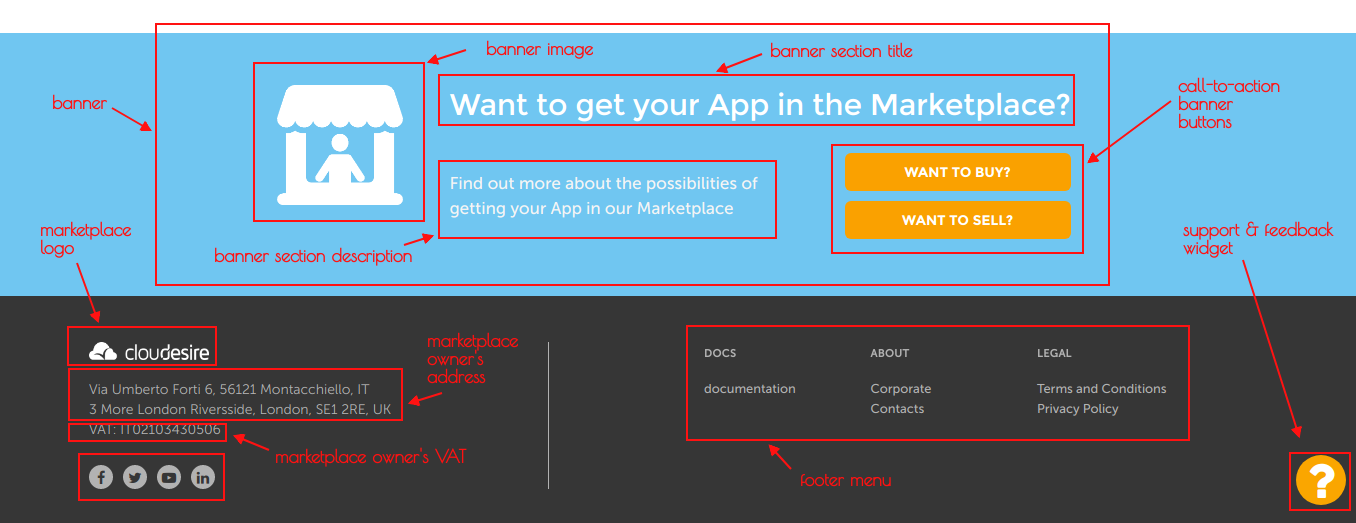 banner image
banner section title
banner
call-to-action
banner
buttons
Want to get your App in the Marketplace?
Find out more about the possibilities of
getting your App in our Marketplace
WANT TO BUY?
WANT TO SELL?
banner section description
marketplace
logo
support & feedback
widget
cloudesire
marketplace
owner's
address
Via Umberto Forti 6, 56121 Montacchiello, IT
3 More London Riversside, London, SE1 2RE, UK
VAT: IT02103430506
marketplace owner's VAT
f
in
DOCS
documentation
ABOUT
Corporate
Contacts
LEGAL
Terms and Conditions
Privacy Policy
footer menu
?